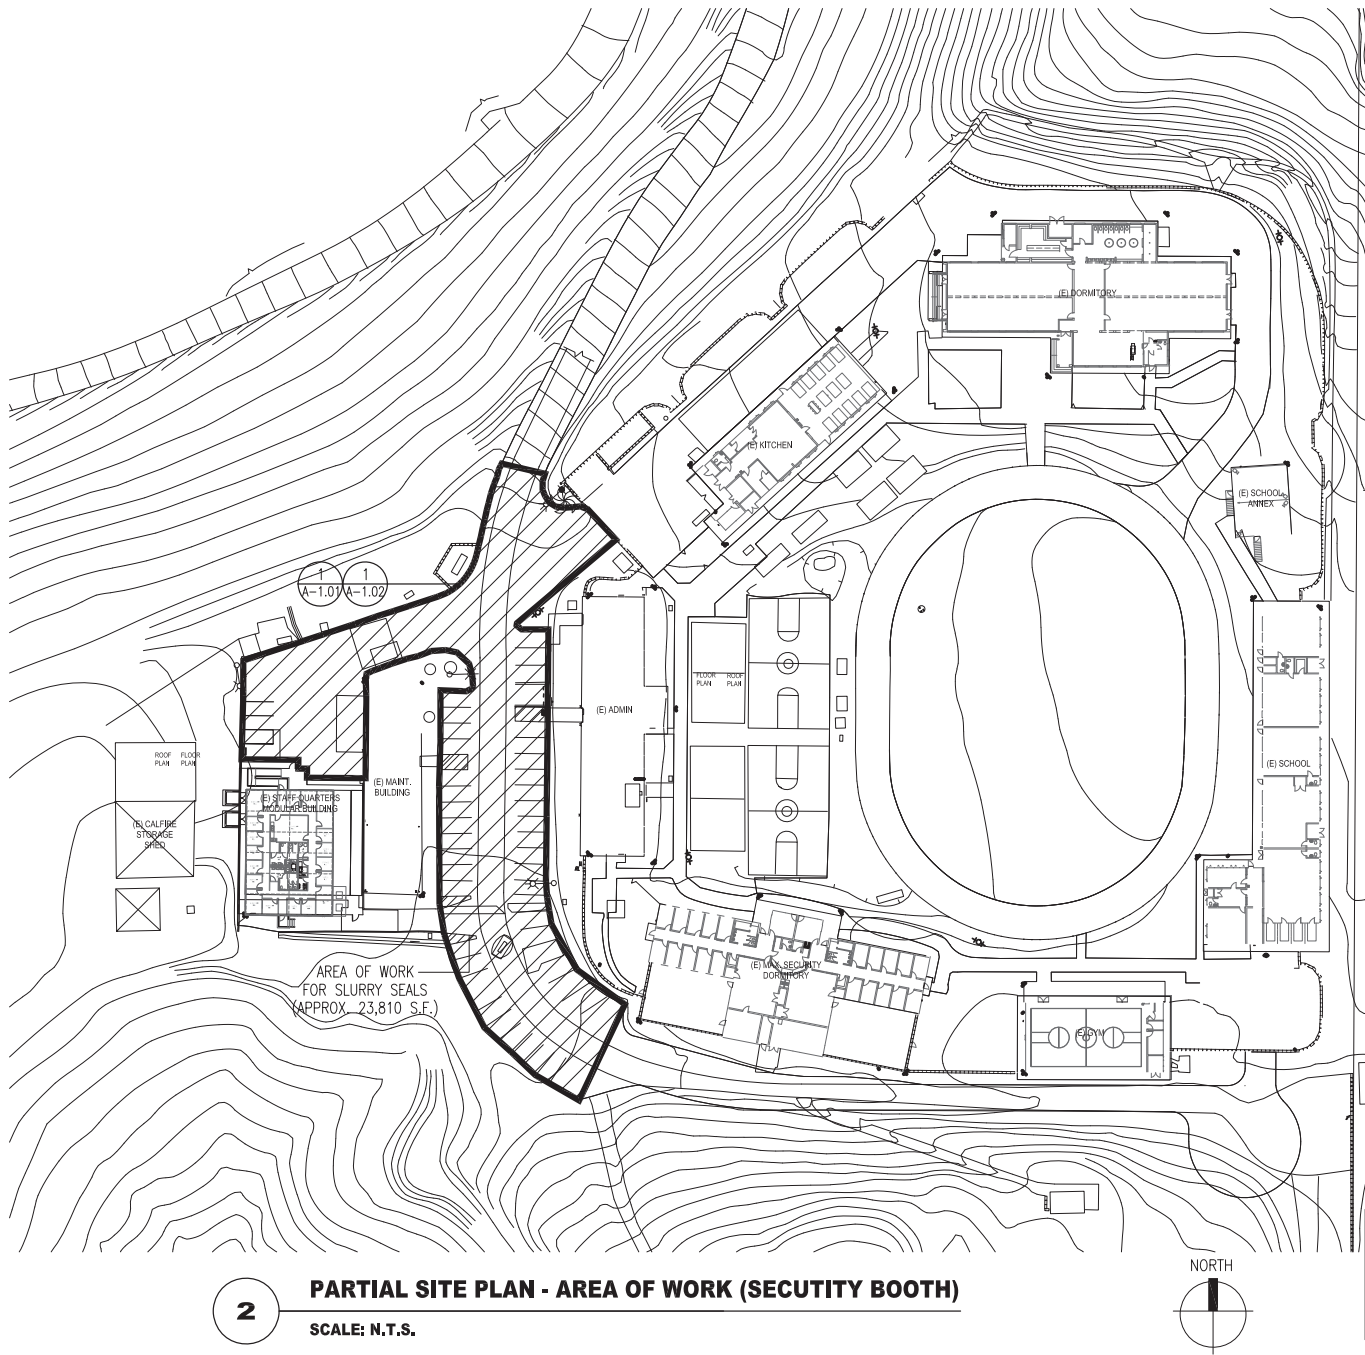 (E) DORMITORY
(E) KITCHEN
(E) SCHOOL
ANNEX
1
A-1.01
1
A-1.02
FLOOR
PLAN
ROOF
PLAN
(E) ADMIN
ROOF
PLAN
FLOOR
PLAN
(E) SCHOOL
(E) MAINT.
BUILDING
(E) STAFF QUARTERS
MODULAR BUILDING
(E) CALFIRE
STORAGE
SHED
AREA OF WORK
FOR SLURRY SEALS
(APPROX. 23,810 S.F.)
(E) MAX. SECURITY
DORMITORY
(E) GYM
2
PARTIAL SITE PLAN - AREA OF WORK (SECUTITY BOOTH)
SCALE: N.T.S.
NORTH